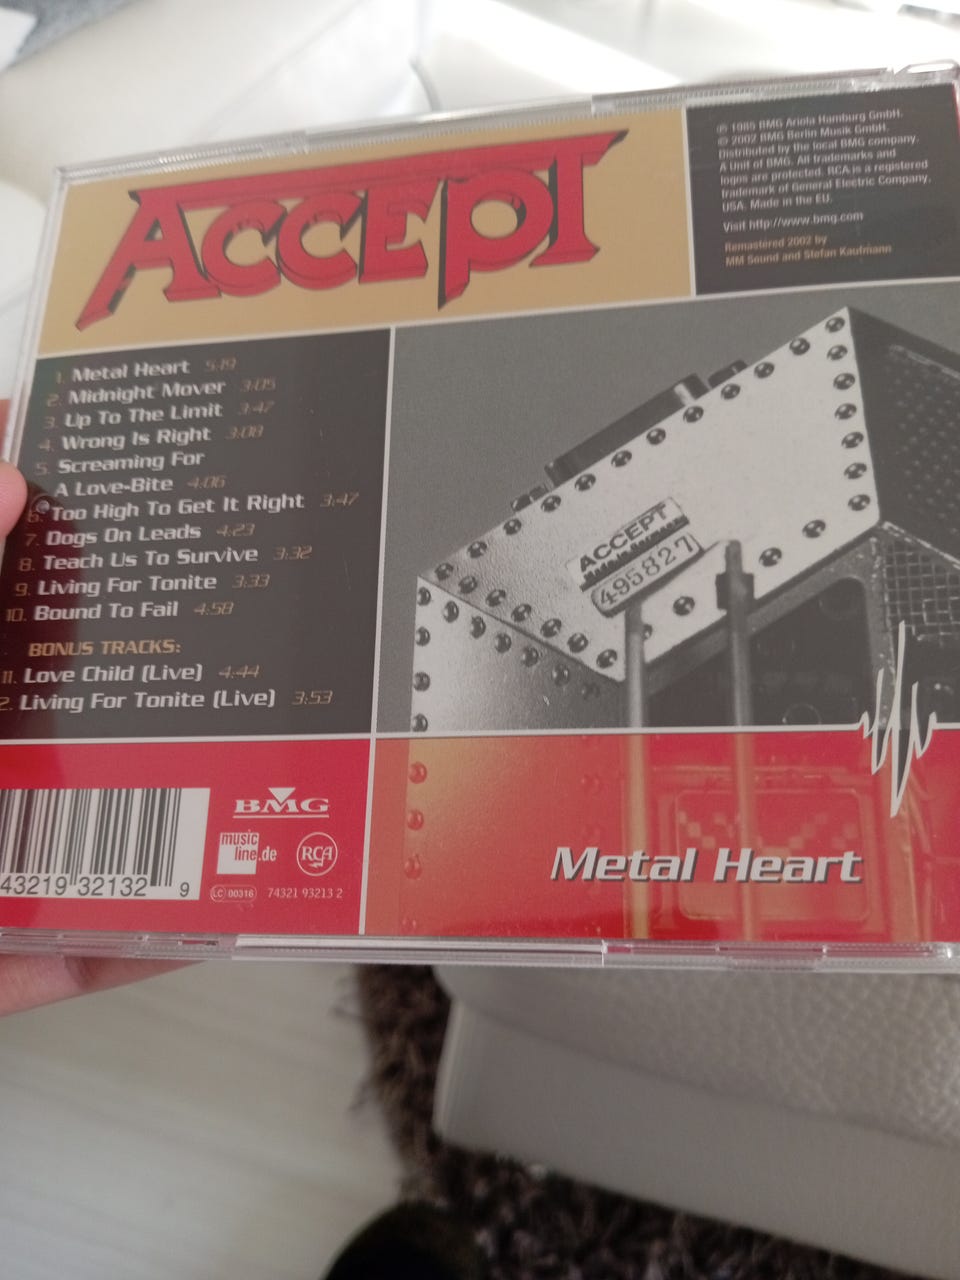 ACCEPT
℗ 1985 BMG Ariola Hamburg GmbH.
© 2002 BMG Berlin Musik GmbH.
Distributed by the local BMG company.
A Unit of BMG. All trademarks and
logos are protected. RCA is a registered
trademark of General Electric Company,
USA. Made in the EU.
Visit http://www.bmg.com
Remastered 2002 by
MM Sound and Stefan Kaufmann
1. Metal Heart 5:19
2. Midnight Mover 3:05
3. Up To The Limit 3:47
4. Wrong Is Right 3:08
5. Screaming For
A Love-Bite 4:06
6. Too High To Get It Right 3:47
7. Dogs On Leads 4:23
8. Teach Us To Survive 3:32
9. Living For Tonite 3:33
10. Bound To Fail 4:58
BONUS TRACKS:
11. Love Child (Live) 4:44
2. Living For Tonite (Live) 3:53
ACCEPT
495827
43219 32132 9
BMG
music
line.de
RCA
LC 00316
74321 93213 2
Metal Heart